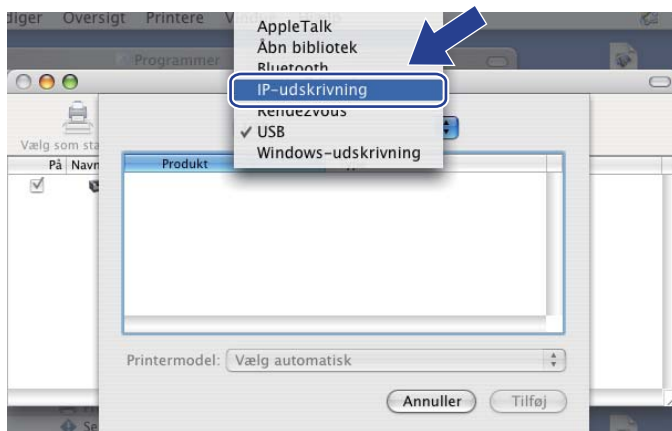 diger Oversigt Printere
AppleTalk
Åbn bibliotek
Programmer
Bluetooth
IP-udskrivning
Rendezvous
✓ USB
Windows-udskrivning
Vælg som sta
På Navn
Produkt
Printermodel: Vælg automatisk
Annuller Tilføj
Se